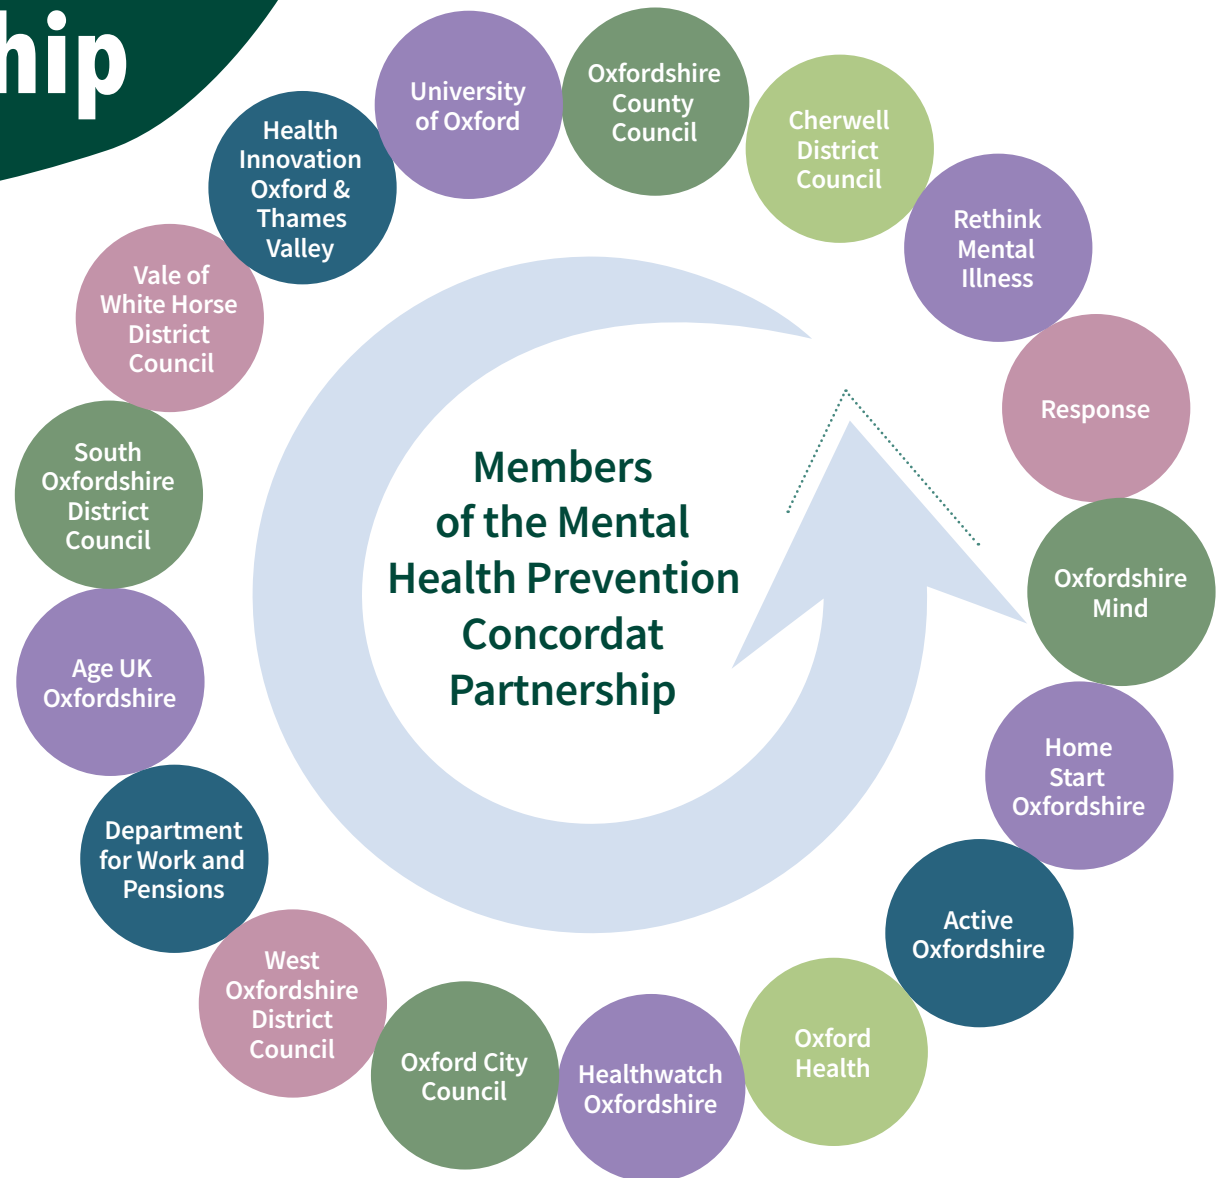 hip
University
of Oxford
Oxfordshire
County
Council
Cherwell
District
Council
Rethink
Mental
Illness
Response
Oxfordshire
Mind
Home
Start
Oxfordshire
Active
Oxfordshire
Oxford
Health
Healthwatch
Oxfordshire
Oxford City
Council
West
Oxfordshire
District
Council
Department
for Work and
Pensions
Age UK
Oxfordshire
South
Oxfordshire
District
Council
Vale of
White Horse
District
Council
Health
Innovation
Oxford &
Thames
Valley
Members
of the Mental
Health Prevention
Concordat
Partnership